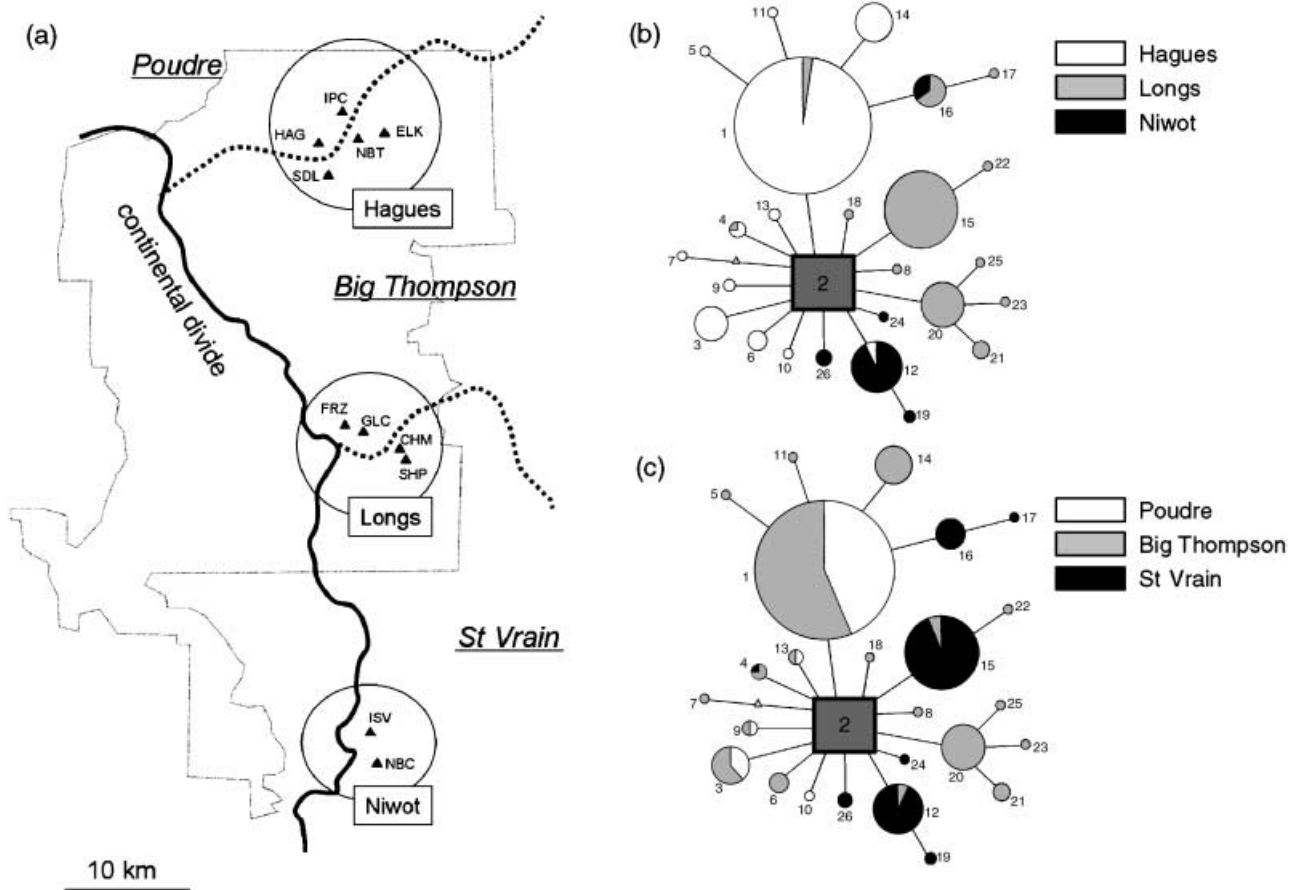 (a)
Poudre
IPC
HAG
ELK
NBT
SDL
Hagues
continental divide
Big Thompson
FRZ
GLC
CHM
SHP
Longs
St Vrain
ISV
NBC
Niwot
10 km
(b)
11
14
5
17
16
1
22
13
18
4
15
7
2
8
25
9
23
24
20
3
6
10
26
12
21
19
Hagues
Longs
Niwot
(c)
11
14
5
17
16
1
22
13
18
4
15
7
2
8
25
9
23
24
20
3
6
10
26
12
21
19
Poudre
Big Thompson
St Vrain